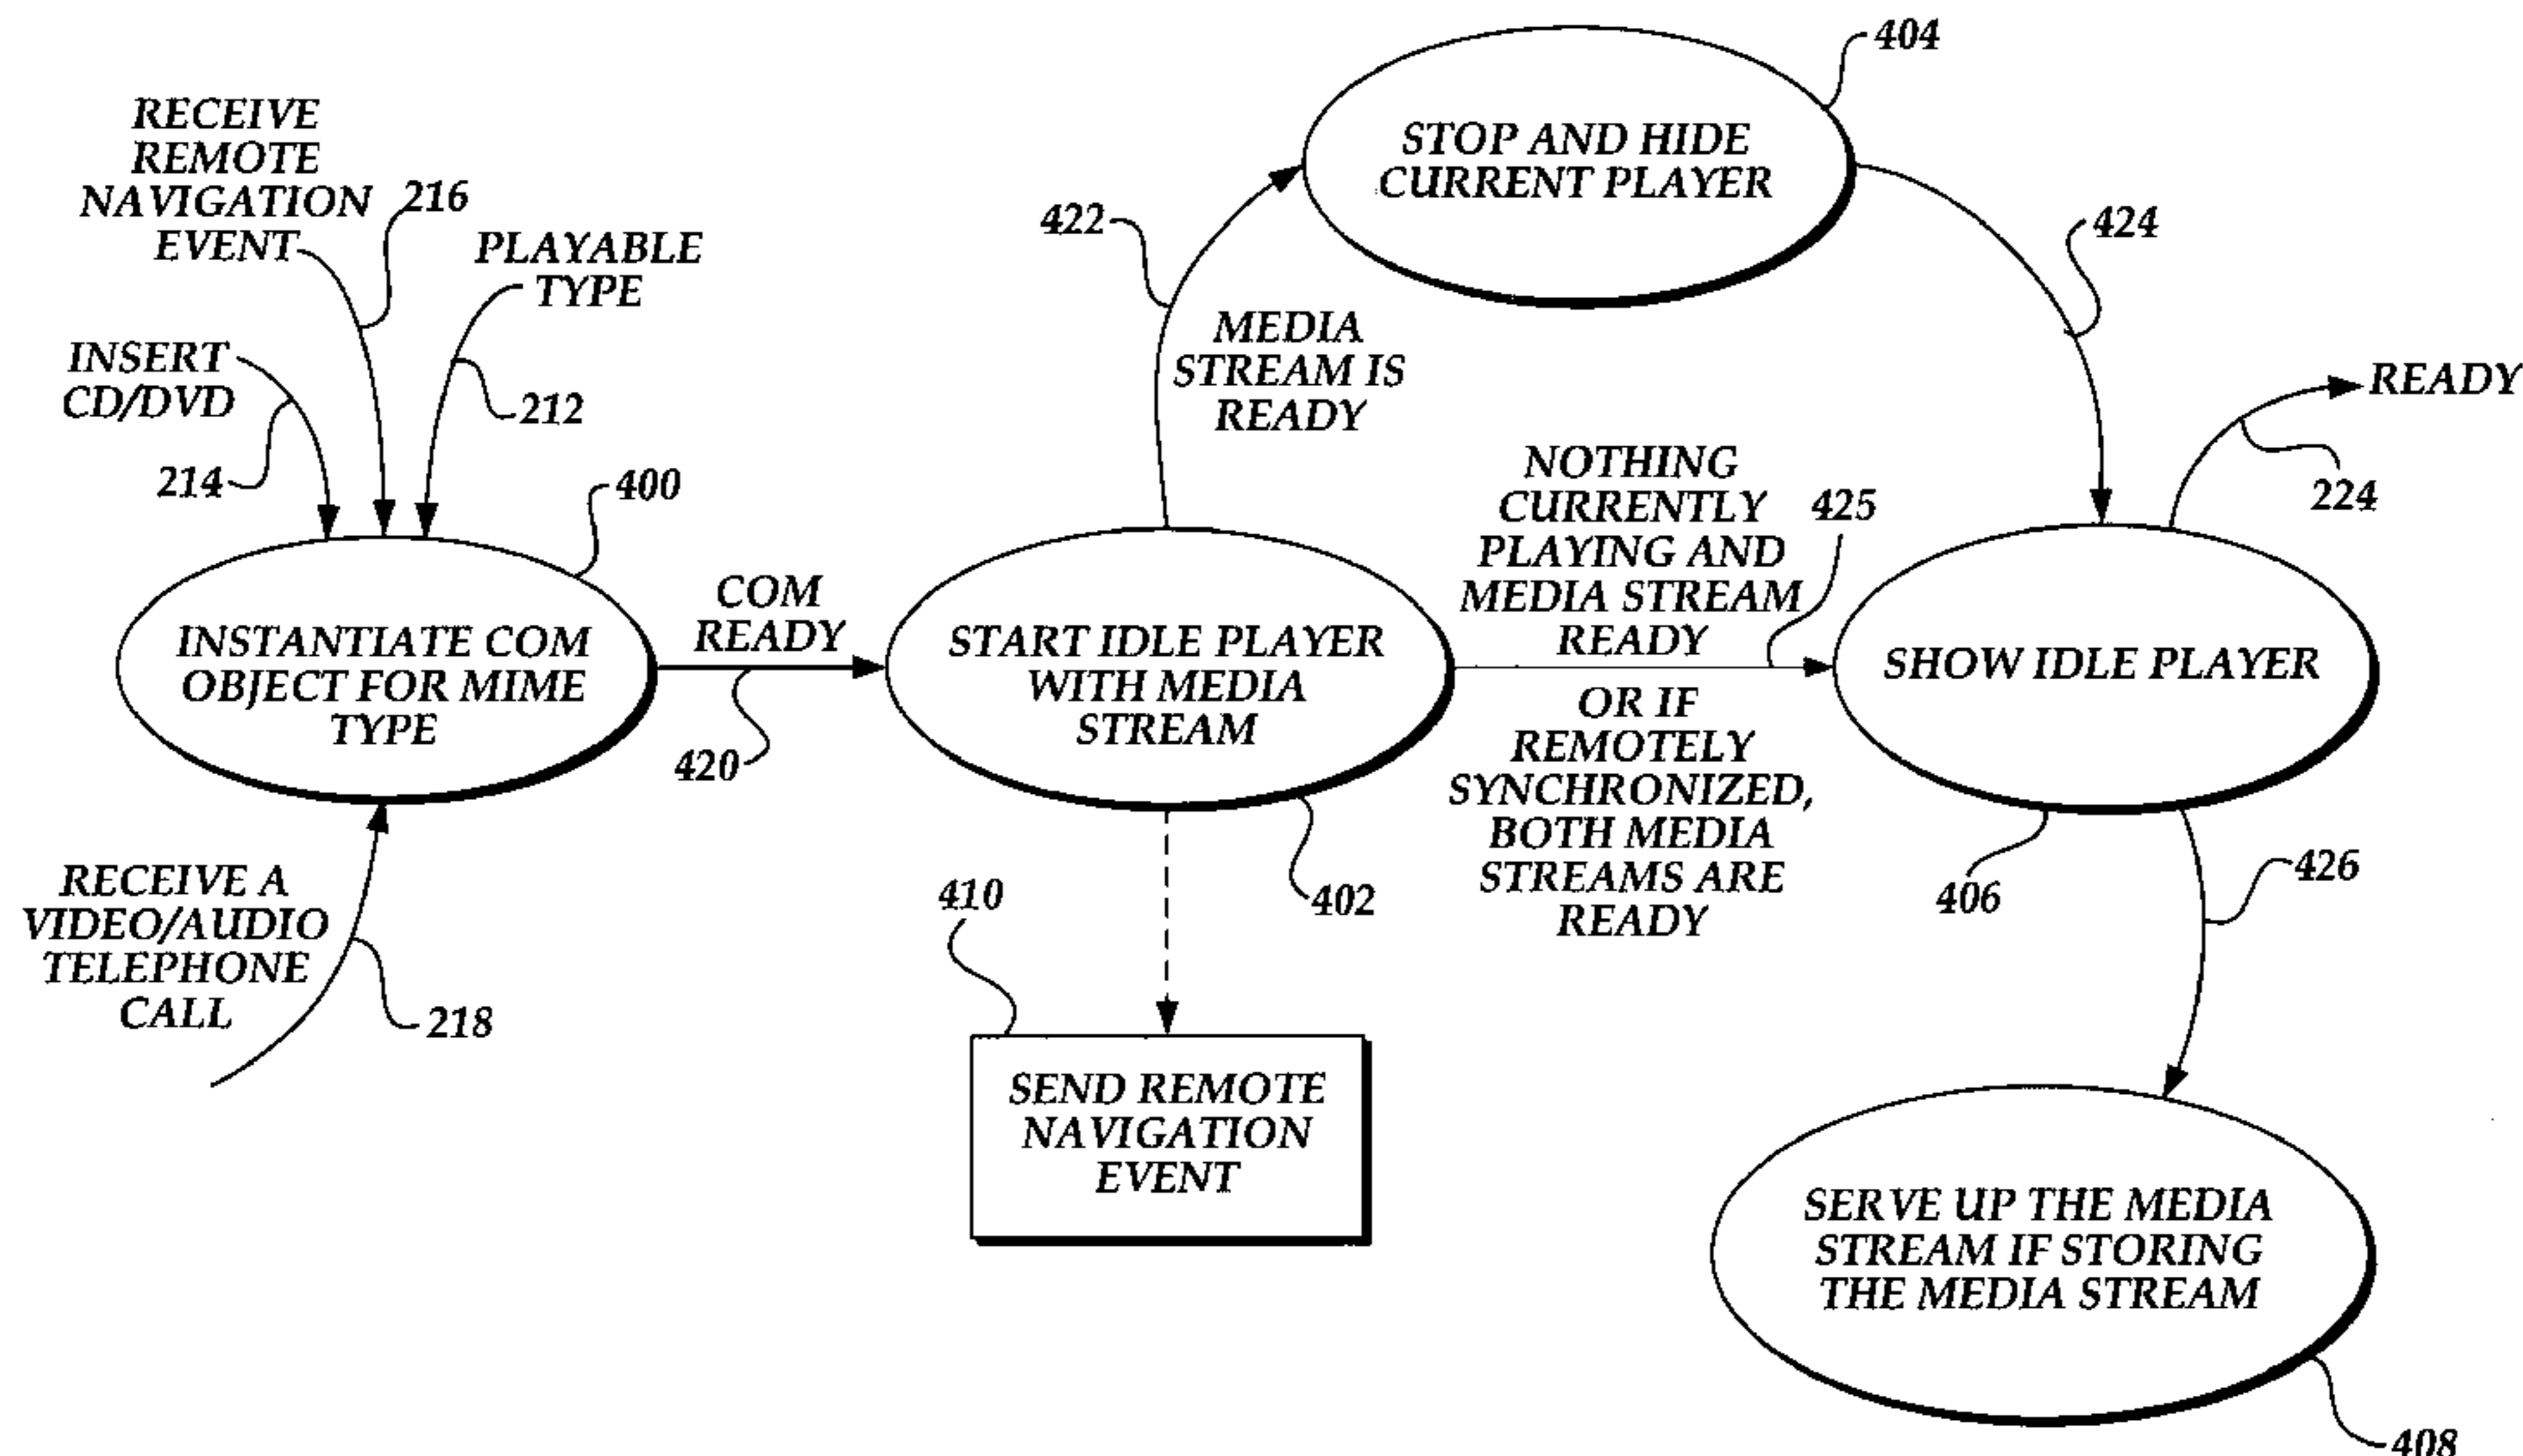 404
RECEIVE
REMOTE
NAVIGATION
EVENT
216
PLAYABLE
TYPE
212
INSERT
CD/DVD
214
400
INSTANTIATE COM
OBJECT FOR MIME
TYPE
RECEIVE A
VIDEO/AUDIO
TELEPHONE
CALL
218
COM
READY
420
STOP AND HIDE
CURRENT PLAYER
422
MEDIA
STREAM IS
READY
424
READY
224
START IDLE PLAYER
WITH MEDIA
STREAM
402
NOTHING
CURRENTLY
PLAYING AND
MEDIA STREAM
READY
425
OR IF
REMOTELY
SYNCHRONIZED,
BOTH MEDIA
STREAMS ARE
READY
SHOW IDLE PLAYER
406
426
410
SEND REMOTE
NAVIGATION
EVENT
SERVE UP THE MEDIA
STREAM IF STORING
THE MEDIA STREAM
408